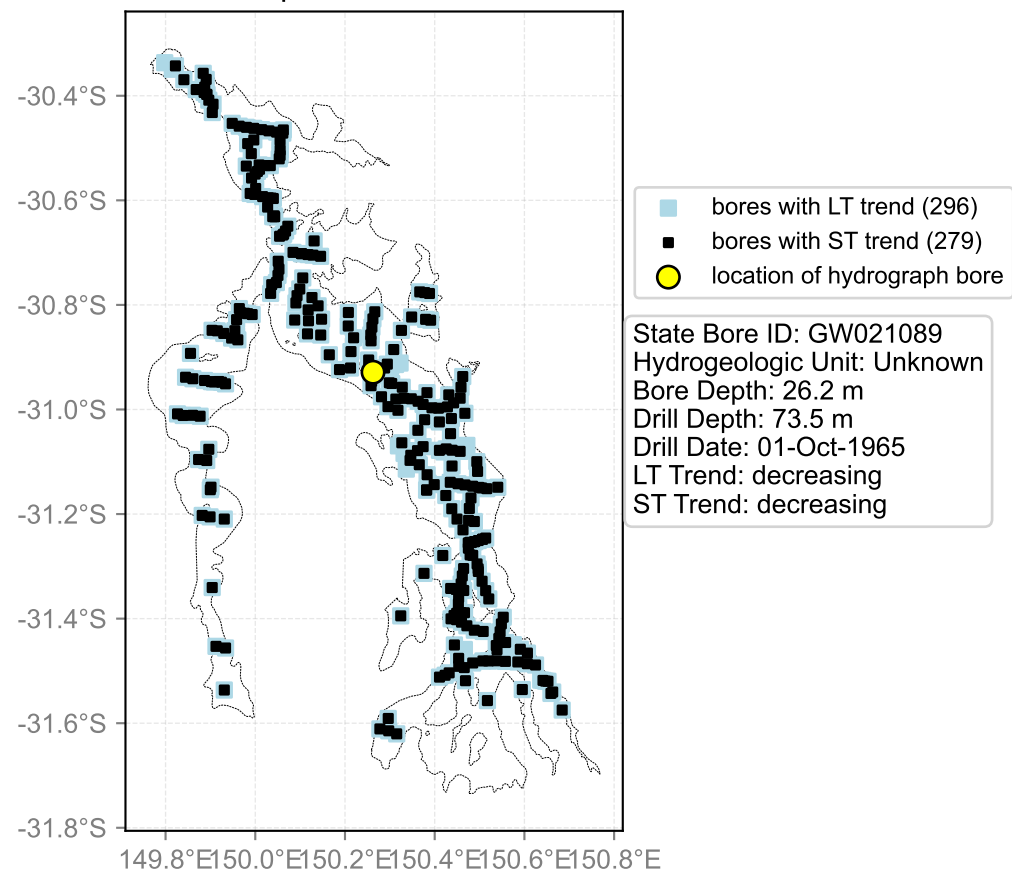 -30.4°S
-30.6°S
-30.8°S
-31.0°S
-31.2°S
-31.4°S
-31.6°S
-31.8°S
149.8°E150.0°E150.2°E150.4°E150.6°E150.8°E
bores with LT trend (296)
bores with ST trend (279)
location of hydrograph bore
State Bore ID: GW021089
Hydrogeologic Unit: Unknown
Bore Depth: 26.2 m
Drill Depth: 73.5 m
Drill Date: 01-Oct-1965
LT Trend: decreasing
ST Trend: decreasing